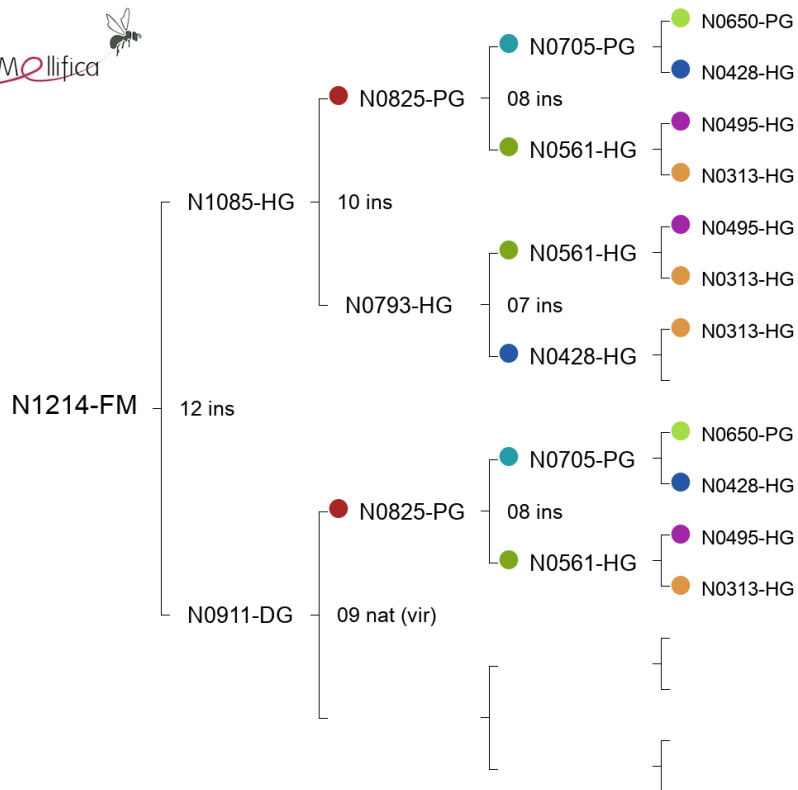 Mellifica
N0650-PG
N0705-PG
N0428-HG
N0825-PG
08 ins
N0495-HG
N0561-HG
N0313-HG
N1085-HG
10 ins
N0495-HG
N0561-HG
N0313-HG
N0793-HG
07 ins
N0313-HG
N0428-HG
N1214-FM
12 ins
N0650-PG
N0705-PG
N0428-HG
N0825-PG
08 ins
N0495-HG
N0561-HG
N0313-HG
N0911-DG
09 nat (vir)